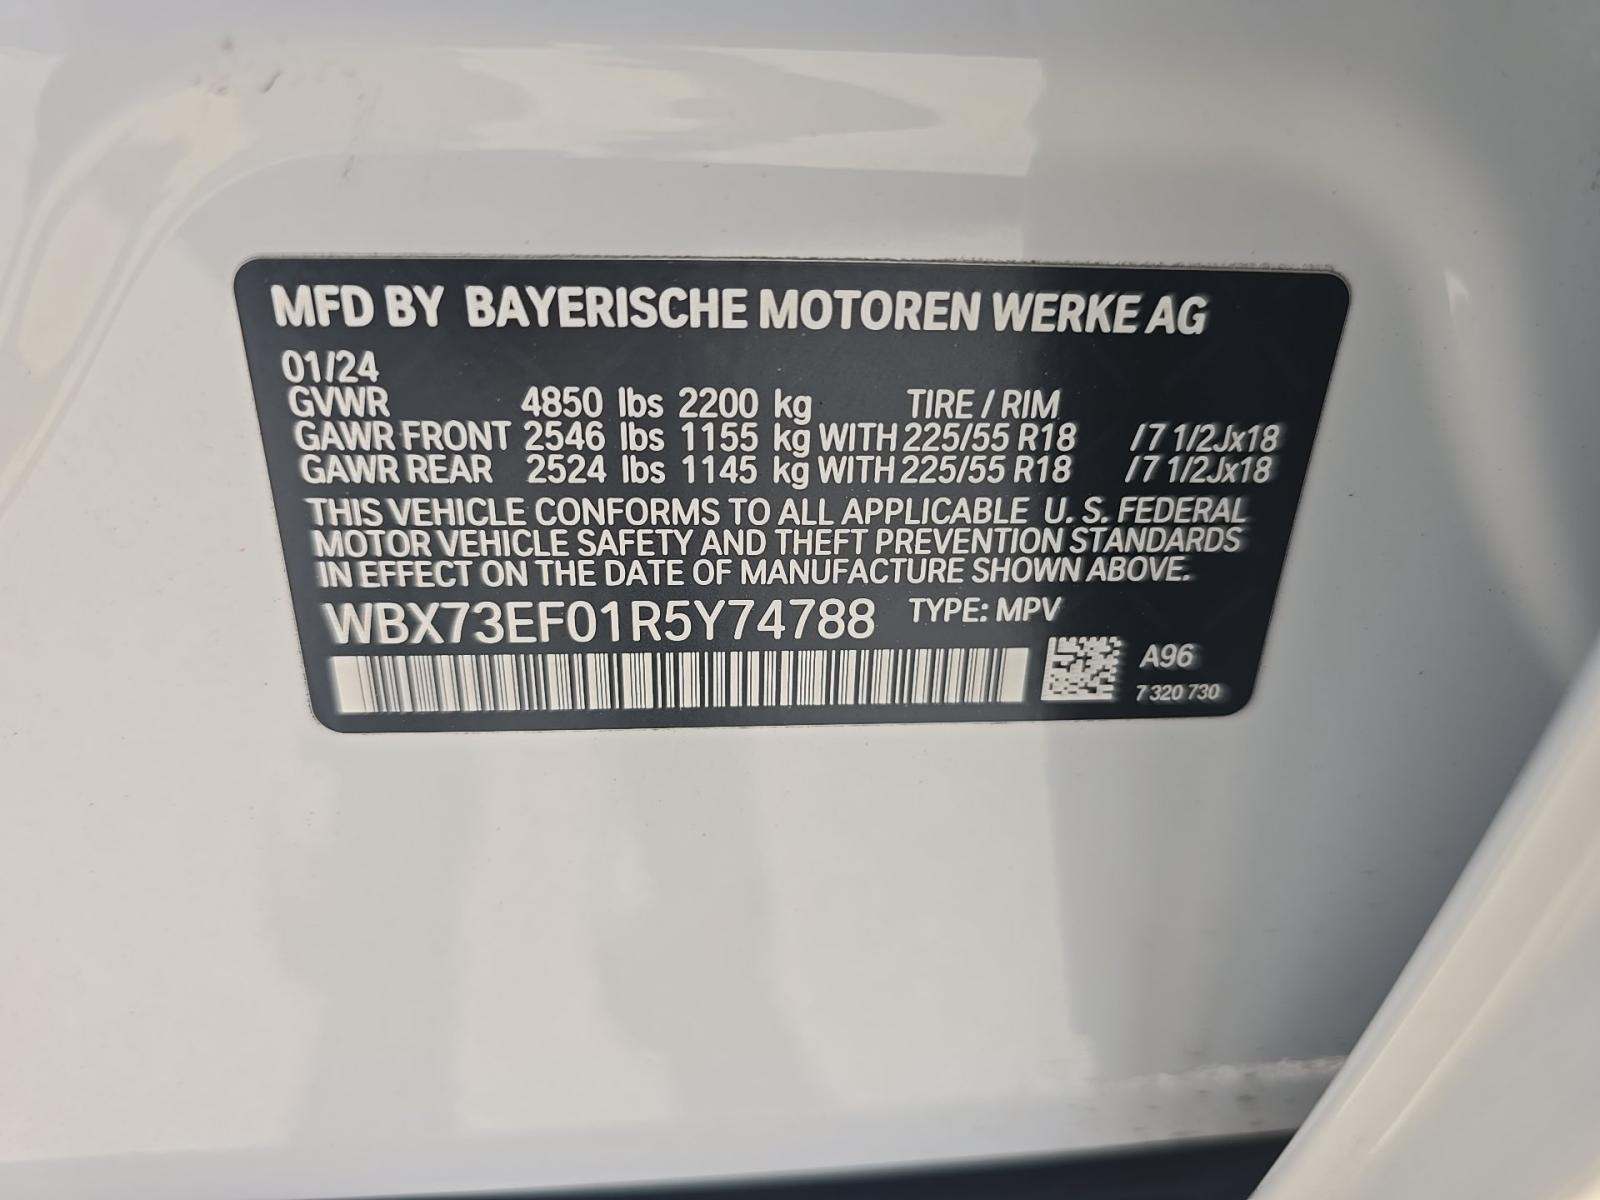 MFD BY BAYERISCHE MOTOREN WERKE AG
01/24
GVWR 4850 lbs 2200 kg TIRE / RIM
GAWR FRONT 2546 lbs 1155 kg WITH 225/55 R18 /7 1/2Jx18
GAWR REAR 2524 lbs 1145 kg WITH 225/55 R18 /7 1/2Jx18
THIS VEHICLE CONFORMS TO ALL APPLICABLE U. S. FEDERAL
MOTOR VEHICLE SAFETY AND THEFT PREVENTION STANDARDS
IN EFFECT ON THE DATE OF MANUFACTURE SHOWN ABOVE.
WBX73EF01R5Y74788 TYPE: MPV
A96
7 320 730